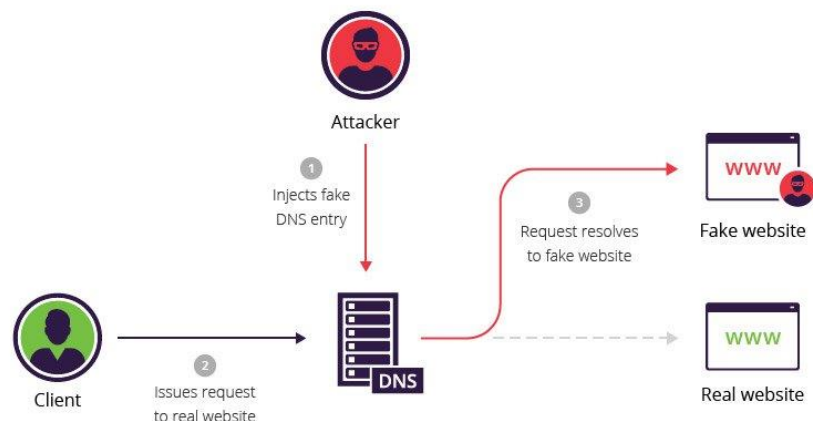 Attacker
1
Injects fake
DNS entry
www
3
Request resolves
to fake website
Fake website
DNS
www
Client
2
Issues request
to real website
Real website